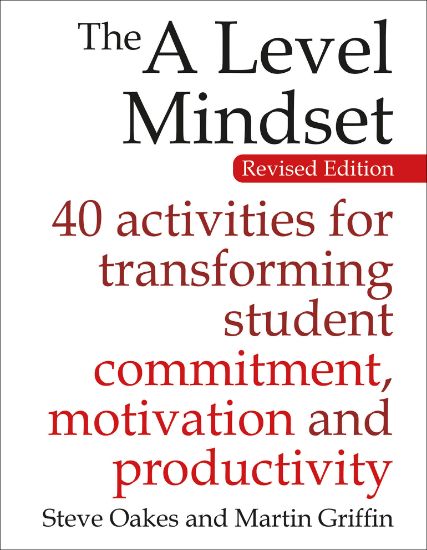 The A Level
Mindset
Revised Edition
40 activities for
transforming
student
commitment,
motivation and
productivity
Steve Oakes and Martin Griffin